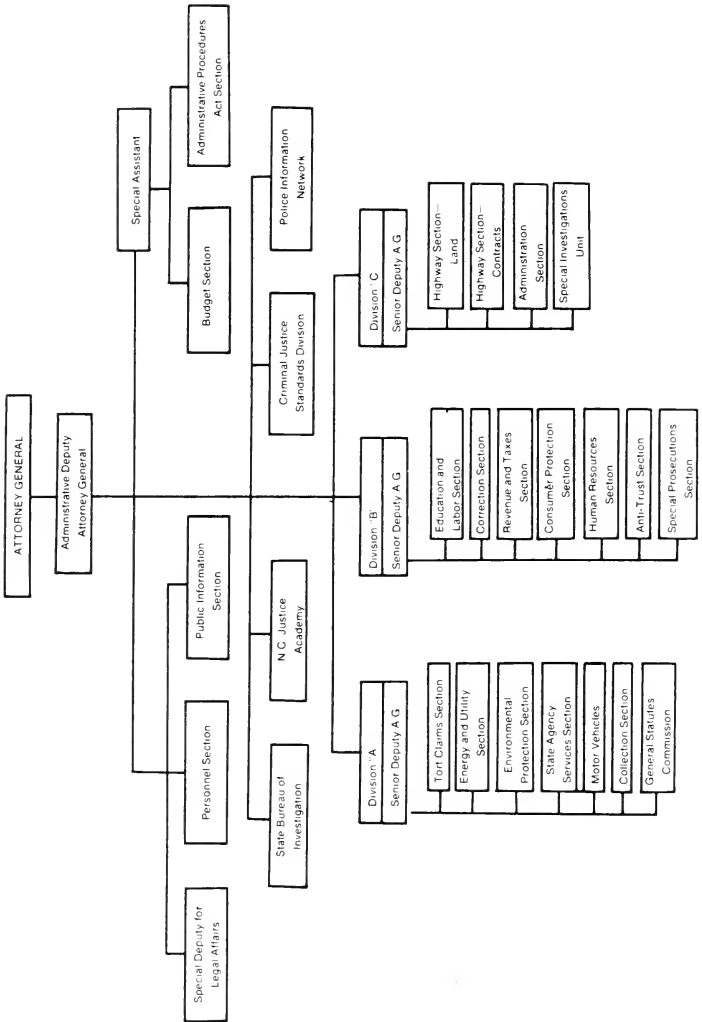 ATTORNEY GENERAL
Administrative Deputy
Attorney General
Special Assistant
Special Deputy for
Legal Affairs
Personnel Section
Public Information
Section
Budget Section
Administrative Procedures
Act Section
State Bureau of
Investigation
N C Justice
Academy
Criminal Justice
Standards Division
Police Information
Network
Division "A
Senior Deputy A G
Tort Claims Section
Energy and Utility
Section
Environmental
Protection Section
State Agency
Services Section
Motor Vehicles
Collection Section
General Statutes
Commission
Division "B"
Senior Deputy A G
Education and
Labor Section
Correction Section
Revenue and Taxes
Section
Consumer Protection
Section
Human Resources
Section
Anti-Trust Section
Special Prosecutions
Section
Division 'C
Senior Deputy A G
Highway Section—
Land
Highway Section—
Contracts
Administration
Section
Special Investigations
Unit